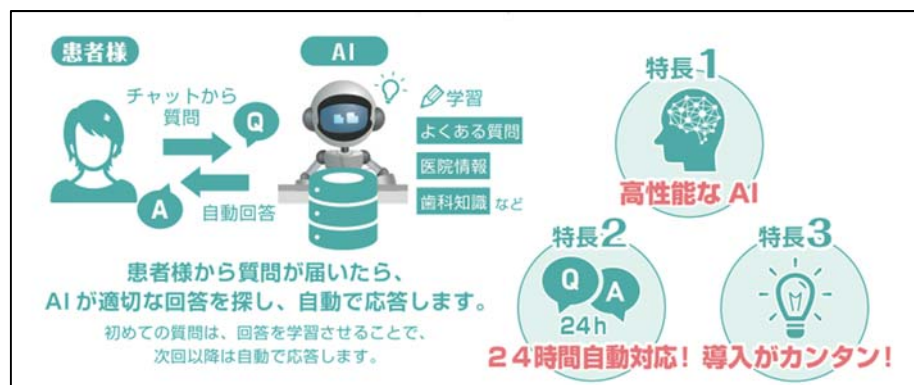 患者様
AI
チャットから
質問
Q
A
自動回答
学習
よくある質問
医院情報
歯科知識 など
患者様から質問が届いたら、
AIが適切な回答を探し、自動で応答します。
初めての質問は、回答を学習させることで、
次回以降は自動で応答します。
特長1
高性能な AI
特長2
Q
A
24h
24時間自動対応!
特長3
導入がカンタン!